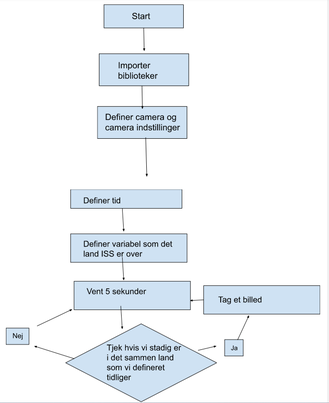 Start
Importer
biblioteker
Definer camera og
camera indstillinger
Definer tid
Definer variabel som det
land ISS er over
Vent 5 sekunder
Tag et billed
Nej
Ja
Tjek hvis vi stadig er
i det sammen land
som vi defineret
tidliger